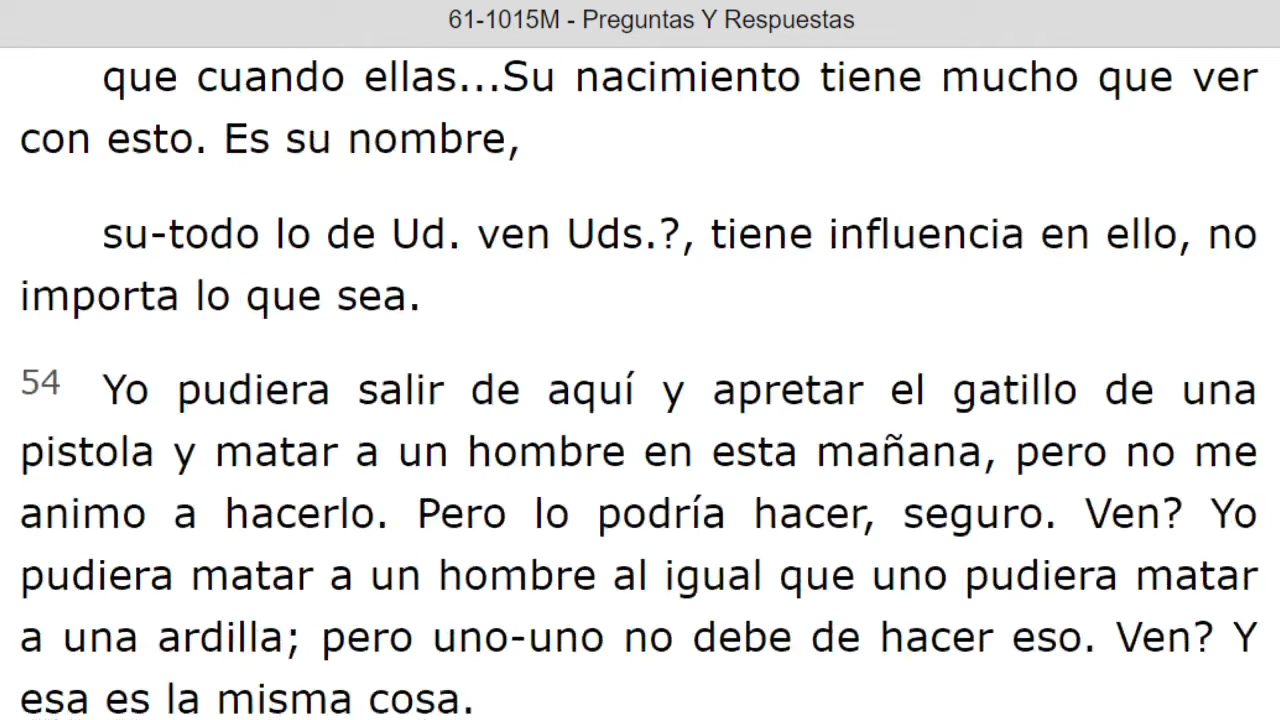 61-1015M - Preguntas Y Respuestas
que cuando ellas...Su nacimiento tiene mucho que ver
con esto. Es su nombre,
su-todo lo de Ud. ven Uds.?, tiene influencia en ello, no
importa lo que sea.
54 Yo pudiera salir de aquí y apretar el gatillo de una
pistola y matar a un hombre en esta mañana, pero no me
animo a hacerlo. Pero lo podría hacer, seguro. Ven? Yo
pudiera matar a un hombre al igual que uno pudiera matar
a una ardilla; pero uno-uno no debe de hacer eso. Ven? Y
esa es la misma cosa.